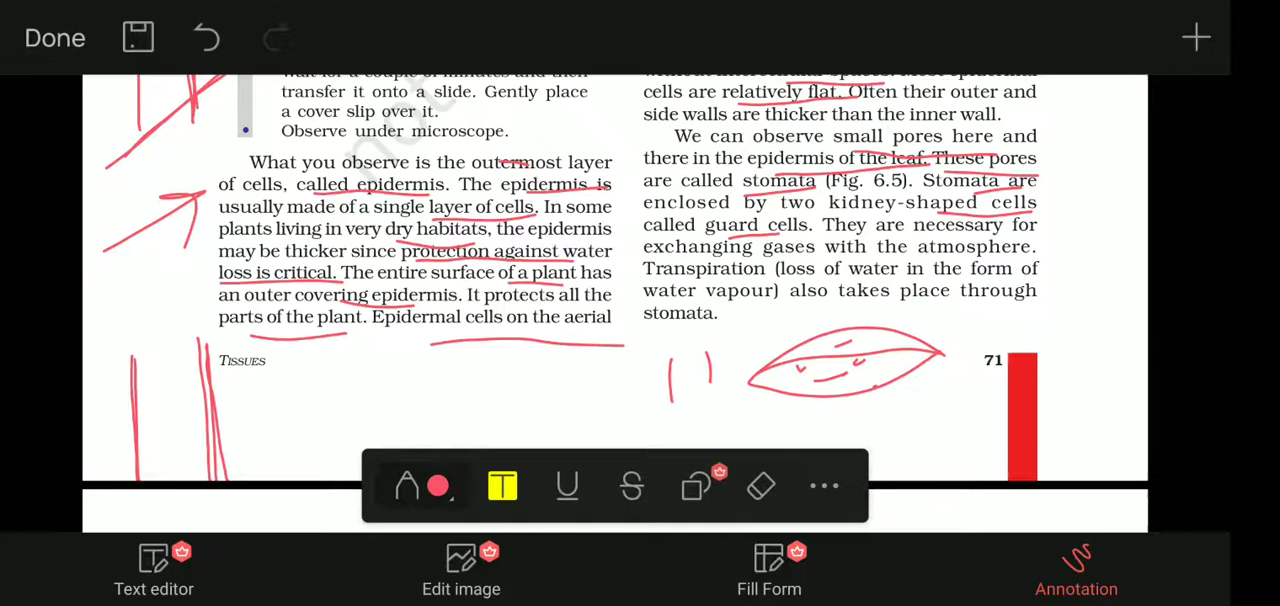 Done
wait for a couple of minutes and then
transfer it onto a slide. Gently place
a cover slip over it.
• Observe under microscope.
What you observe is the outermost layer
of cells, called epidermis. The epidermis is
usually made of a single layer of cells. In some
plants living in very dry habitats, the epidermis
may be thicker since protection against water
loss is critical. The entire surface of a plant has
an outer covering epidermis. It protects all the
parts of the plant. Epidermal cells on the aerial
TISSUES
cells are relatively flat. Often their outer and
side walls are thicker than the inner wall.
We can observe small pores here and
there in the epidermis of the leaf. These pores
are called stomata (Fig. 6.5). Stomata are
enclosed by two kidney-shaped cells
called guard cells. They are necessary for
exchanging gases with the atmosphere.
Transpiration (loss of water in the form of
water vapour) also takes place through
stomata.
71
not
Text editor
Edit image
Fill Form
Annotation